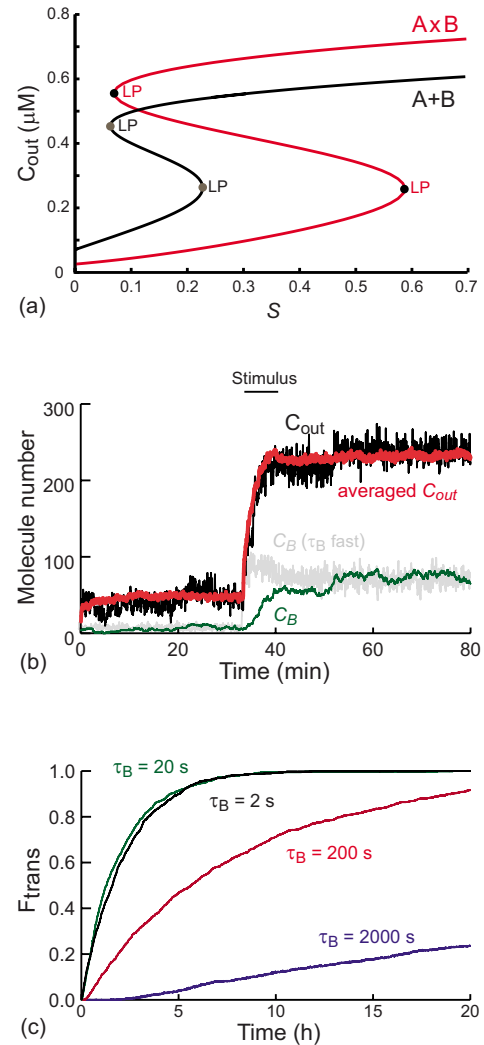 AxB
A+B
0.8
0.6
0.4
0.2
0
C_out (μM)
LP
LP
LP
LP
0 0.1 0.2 0.3 0.4 0.5 0.6 0.7
(a) S
Stimulus
300
200
100
0
Molecule number
C_out
averaged C_out
C_B (τ_B fast)
C_B
0 20 40 60 80
(b) Time (min)
τ_B = 20 s
τ_B = 2 s
τ_B = 200 s
τ_B = 2000 s
1.0
0.8
0.6
0.4
0.2
0.0
F_trans
0 5 10 15 20
(c) Time (h)